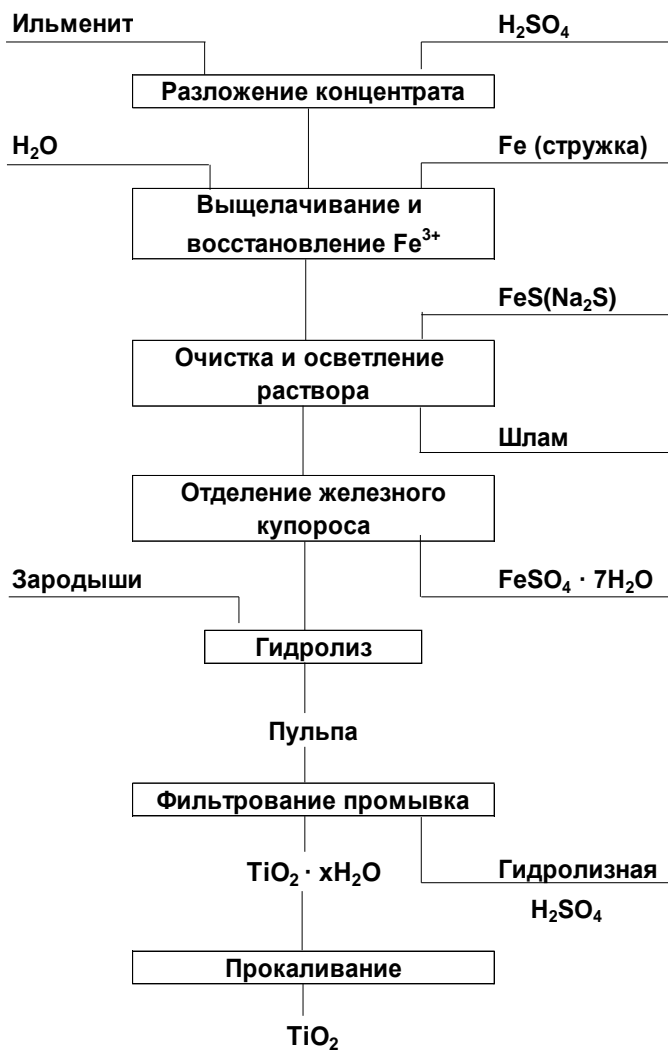 Ильменит
H₂SO₄
Разложение концентрата
H₂O
Fe (стружка)
Выщелачивание и
восстановление Fe³⁺
FeS(Na₂S)
Очистка и осветление
раствора
Шлам
Отделение железного
купороса
Зародыши
FeSO₄ · 7H₂O
Гидролиз
Пульпа
Фильтрование промывка
TiO₂ · xH₂O
Гидролизная
H₂SO₄
Прокаливание
TiO₂